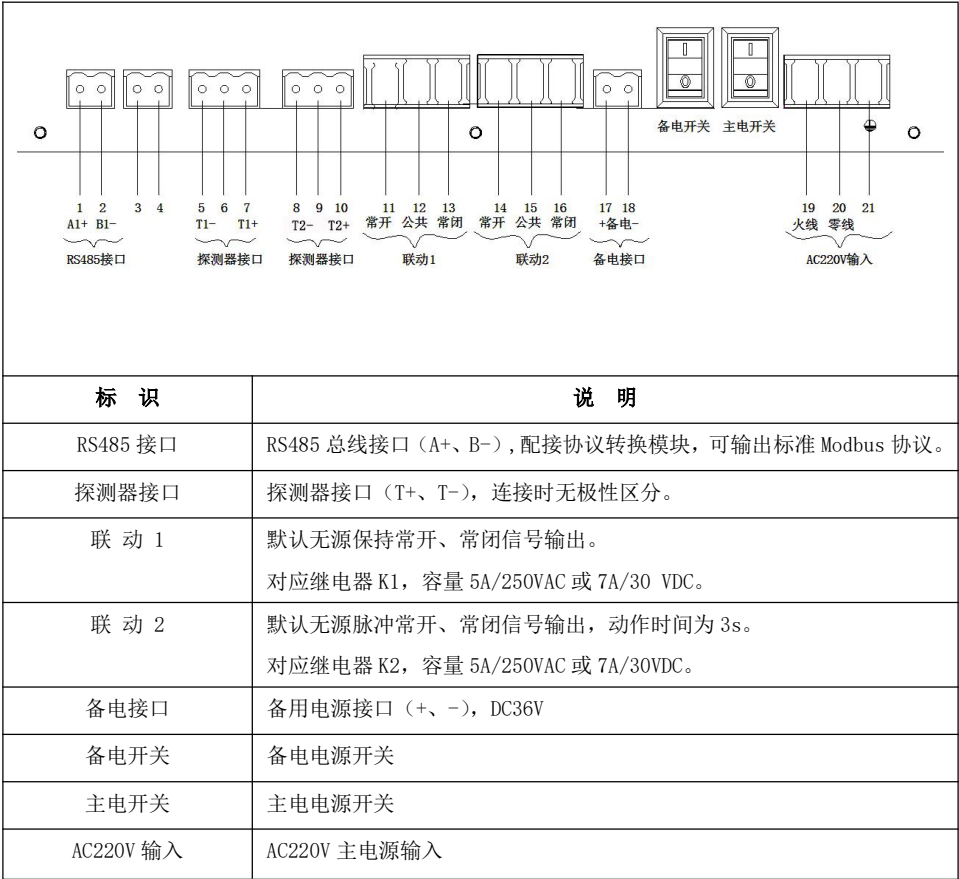 备电开关 主电开关
1 2 3 4 5 6 7 8 9 10 11 12 13 14 15 16 17 18 19 20 21
A1+ B1- T1- T1+ T2- T2+ 常开 公共 常闭 常开 公共 常闭 +备电- 火线 零线
RS485接口 探测器接口 探测器接口 联动1 联动2 备电接口 AC220V输入
标 识 说 明
RS485 接口 RS485 总线接口（A+、B-）,配接协议转换模块，可输出标准 Modbus 协议。
探测器接口 探测器接口（T+、T-），连接时无极性区分。
联 动 1 默认无源保持常开、常闭信号输出。
对应继电器 K1，容量 5A/250VAC 或 7A/30 VDC。
联 动 2 默认无源脉冲常开、常闭信号输出，动作时间为 3s。
对应继电器 K2，容量 5A/250VAC 或 7A/30VDC。
备电接口 备用电源接口（+、-），DC36V
备电开关 备电电源开关
主电开关 主电电源开关
AC220V 输入 AC220V 主电源输入